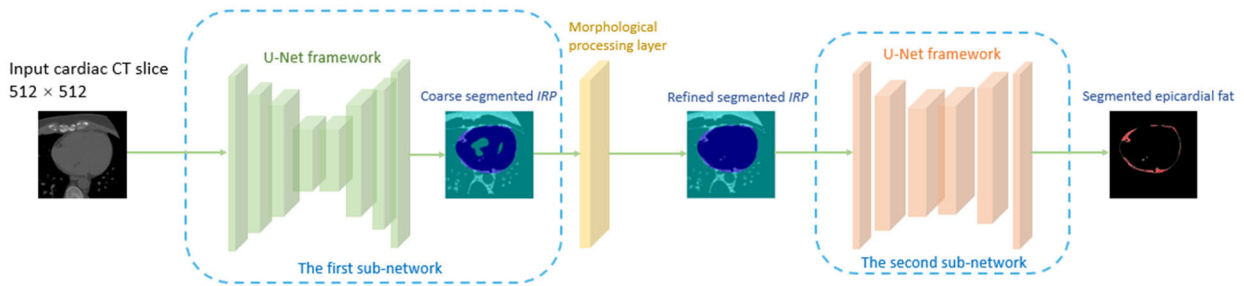 Input cardiac CT slice
512 × 512
U-Net framework
Coarse segmented IRP
The first sub-network
Morphological
processing layer
Refined segmented IRP
U-Net framework
The second sub-network
Segmented epicardial fat